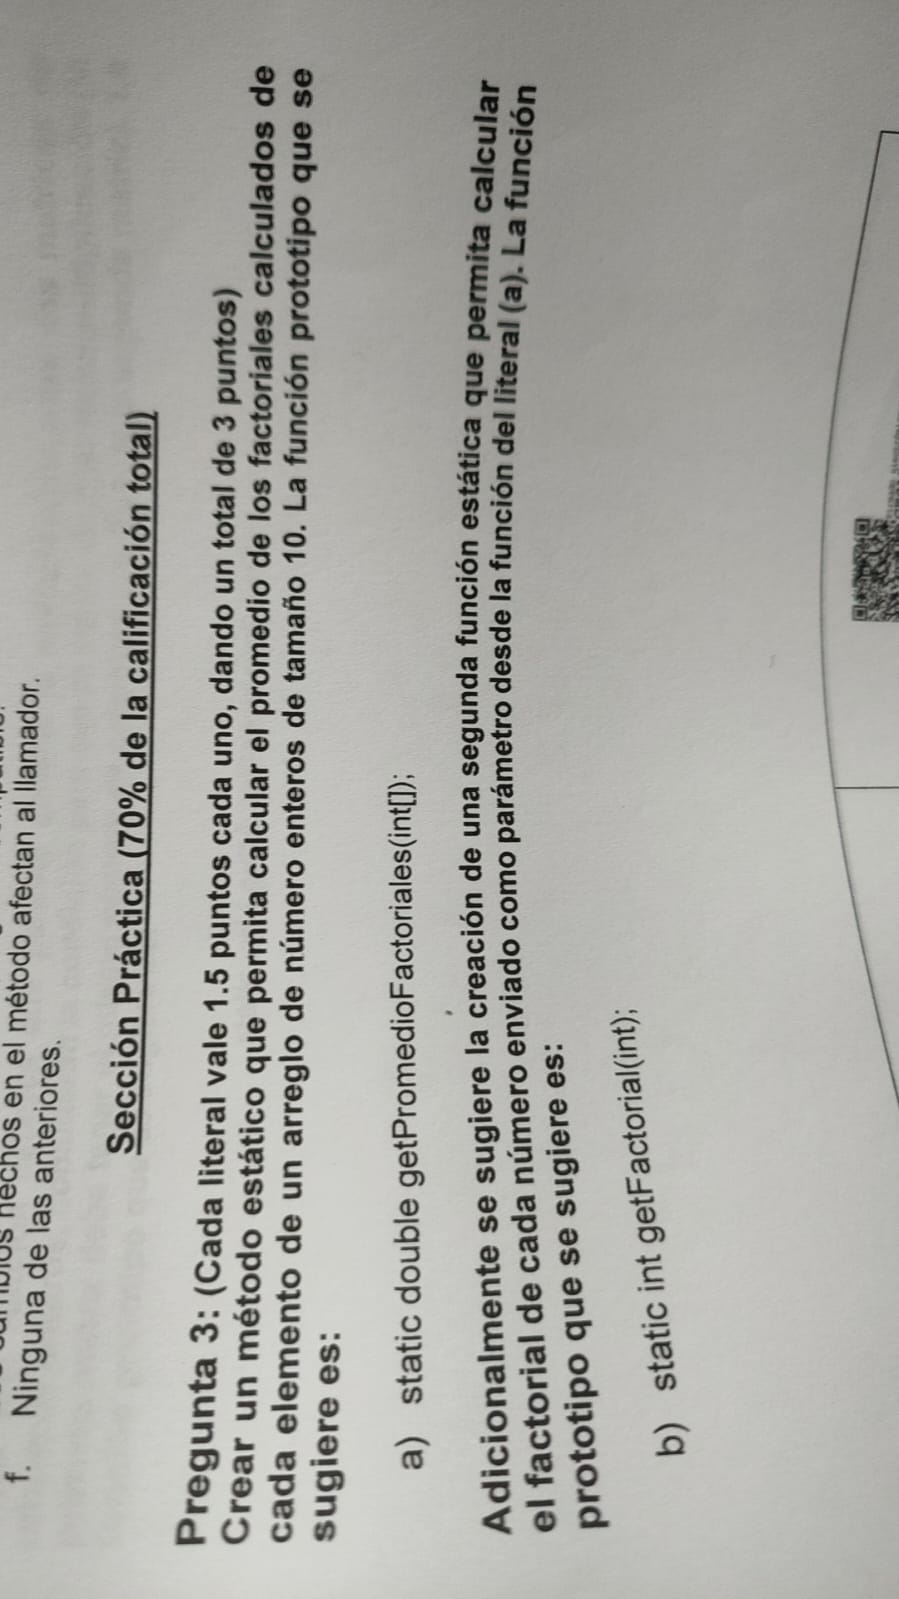 hechos en el método afectan al llamador.
f. Ninguna de las anteriores.
Sección Práctica (70% de la calificación total)
Pregunta 3: (Cada literal vale 1.5 puntos cada uno, dando un total de 3 puntos)
Crear un método estático que permita calcular el promedio de los factoriales calculados de
cada elemento de un arreglo de número enteros de tamaño 10. La función prototipo que se
sugiere es:
a) static double getPromedioFactoriales(int[]);
Adicionalmente se sugiere la creación de una segunda función estática que permita calcular
el factorial de cada número enviado como parámetro desde la función del literal (a). La función
prototipo que se sugiere es:
b) static int getFactorial(int);